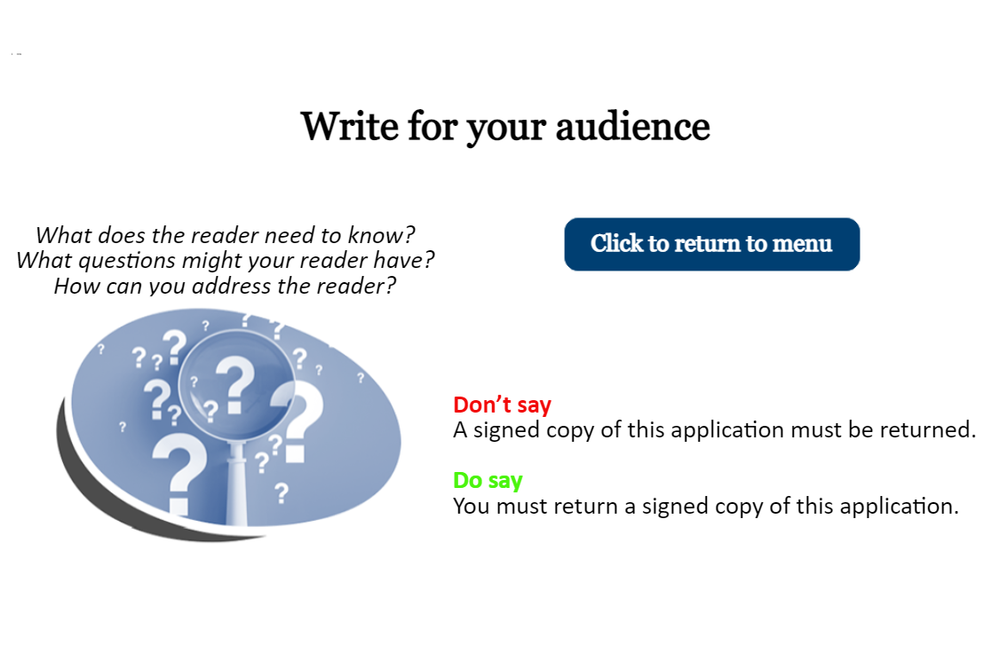 Write for your audience
What does the reader need to know?
What questions might your reader have?
How can you address the reader?
Click to return to menu
Don’t say
A signed copy of this application must be returned.
Do say
You must return a signed copy of this application.